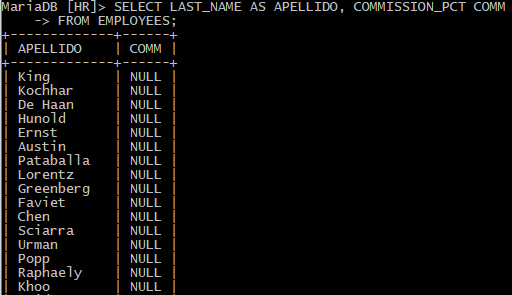 MariaDB [HR]> SELECT LAST_NAME AS APELLIDO, COMMISSION_PCT COMM
    -> FROM EMPLOYEES;
+-------------+------+
| APELLIDO    | COMM |
+-------------+------+
| King        | NULL |
| Kochhar     | NULL |
| De Haan     | NULL |
| Hunold      | NULL |
| Ernst       | NULL |
| Austin      | NULL |
| Pataballa   | NULL |
| Lorentz     | NULL |
| Greenberg   | NULL |
| Faviet      | NULL |
| Chen        | NULL |
| Sciarra     | NULL |
| Urman       | NULL |
| Popp        | NULL |
| Raphaely    | NULL |
| Khoo        | NULL |